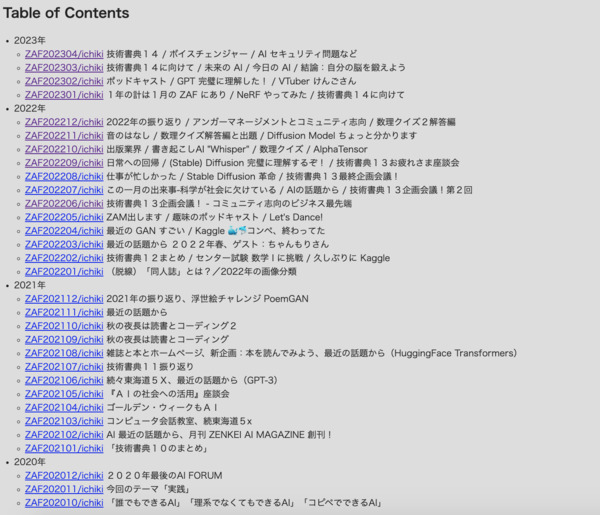 Table of Contents
• 2023年
ZAF202304/ichiki 技術書典１４ / ボイスチェンジャー / AI セキュリティ問題など
ZAF202303/ichiki 技術書典１４に向けて / 未来の AI / 今日の AI / 結論：自分の脳を鍛えよう
ZAF202302/ichiki ポッドキャスト / GPT 完璧に理解した！ / VTuber けんごさん
ZAF202301/ichiki １年の計は１月の ZAF にあり / NeRF やってみた / 技術書典１４に向けて
• 2022年
ZAF202212/ichiki 2022年の振り返り / アンガーマネージメントとコミュニティ志向 / 数理クイズ２解答編
ZAF202211/ichiki 音のはなし / 数理クイズ解答編と出題 / Diffusion Model ちょっと分かります
ZAF202210/ichiki 出版業界 / 書き起こしAI "Whisper" / 数理クイズ / AlphaTensor
ZAF202209/ichiki 日常への回帰 / (Stable) Diffusion 完璧に理解するぞ！ / 技術書典１３お疲れさま座談会
ZAF202208/ichiki 仕事が忙しかった / Stable Diffusion 革命 / 技術書典１３最終企画会議！
ZAF202207/ichiki この一月の出来事-科学が社会に欠けている / AIの話題から / 技術書典１３企画会議！第２回
ZAF202206/ichiki 技術書典１３企画会議！ - コミュニティ志向のビジネス最先端
ZAF202205/ichiki ZAM出します / 趣味のポッドキャスト / Let's Dance!
ZAF202204/ichiki 最近の GAN すごい / Kaggle 🐳🐬コンペ、終わってた
ZAF202203/ichiki 最近の話題から ２０２２年春、ゲスト：ちゃんもりさん
ZAF202202/ichiki 技術書典１２まとめ / センター試験 数学 I に挑戦 / 久しぶりに Kaggle
ZAF202201/ichiki （脱線）「同人誌」とは？／2022年の画像分類
• 2021年
ZAF202112/ichiki 2021年の振り返り、浮世絵チャレンジ PoemGAN
ZAF202111/ichiki 最近の話題から
ZAF202110/ichiki 秋の夜長は読書とコーディング２
ZAF202109/ichiki 秋の夜長は読書とコーディング
ZAF202108/ichiki 雑誌と本とホームページ、新企画：本を読んでみよう、最近の話題から（HuggingFace Transformers）
ZAF202107/ichiki 技術書典１１振り返り
ZAF202106/ichiki 続々東海道５Ｘ、最近の話題から（GPT-3）
ZAF202105/ichiki 『ＡＩの社会への活用』座談会
ZAF202104/ichiki ゴールデン・ウィークもＡＩ
ZAF202103/ichiki コンピュータ会話教室、続東海道５x
ZAF202102/ichiki AI 最近の話題から、月刊 ZENKEI AI MAGAZINE 創刊！
ZAF202101/ichiki 「技術書典１０のまとめ」
• 2020年
ZAF202012/ichiki ２０２０年最後のAI FORUM
ZAF202011/ichiki 今回のテーマ「実践」
ZAF202010/ichiki 「誰でもできるAI」「理系でなくてもできるAI」「コピペでできるAI」